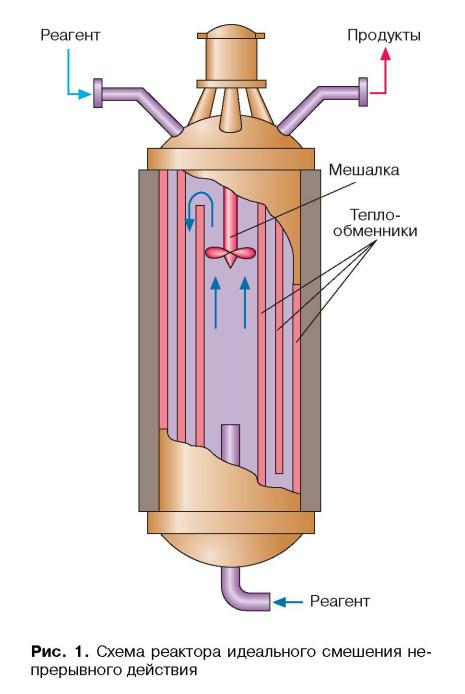 Реагент
Продукты
Мешалка
Тепло-
обменники
Реагент
Рис. 1. Схема реактора идеального смешения не-
прерывного действия